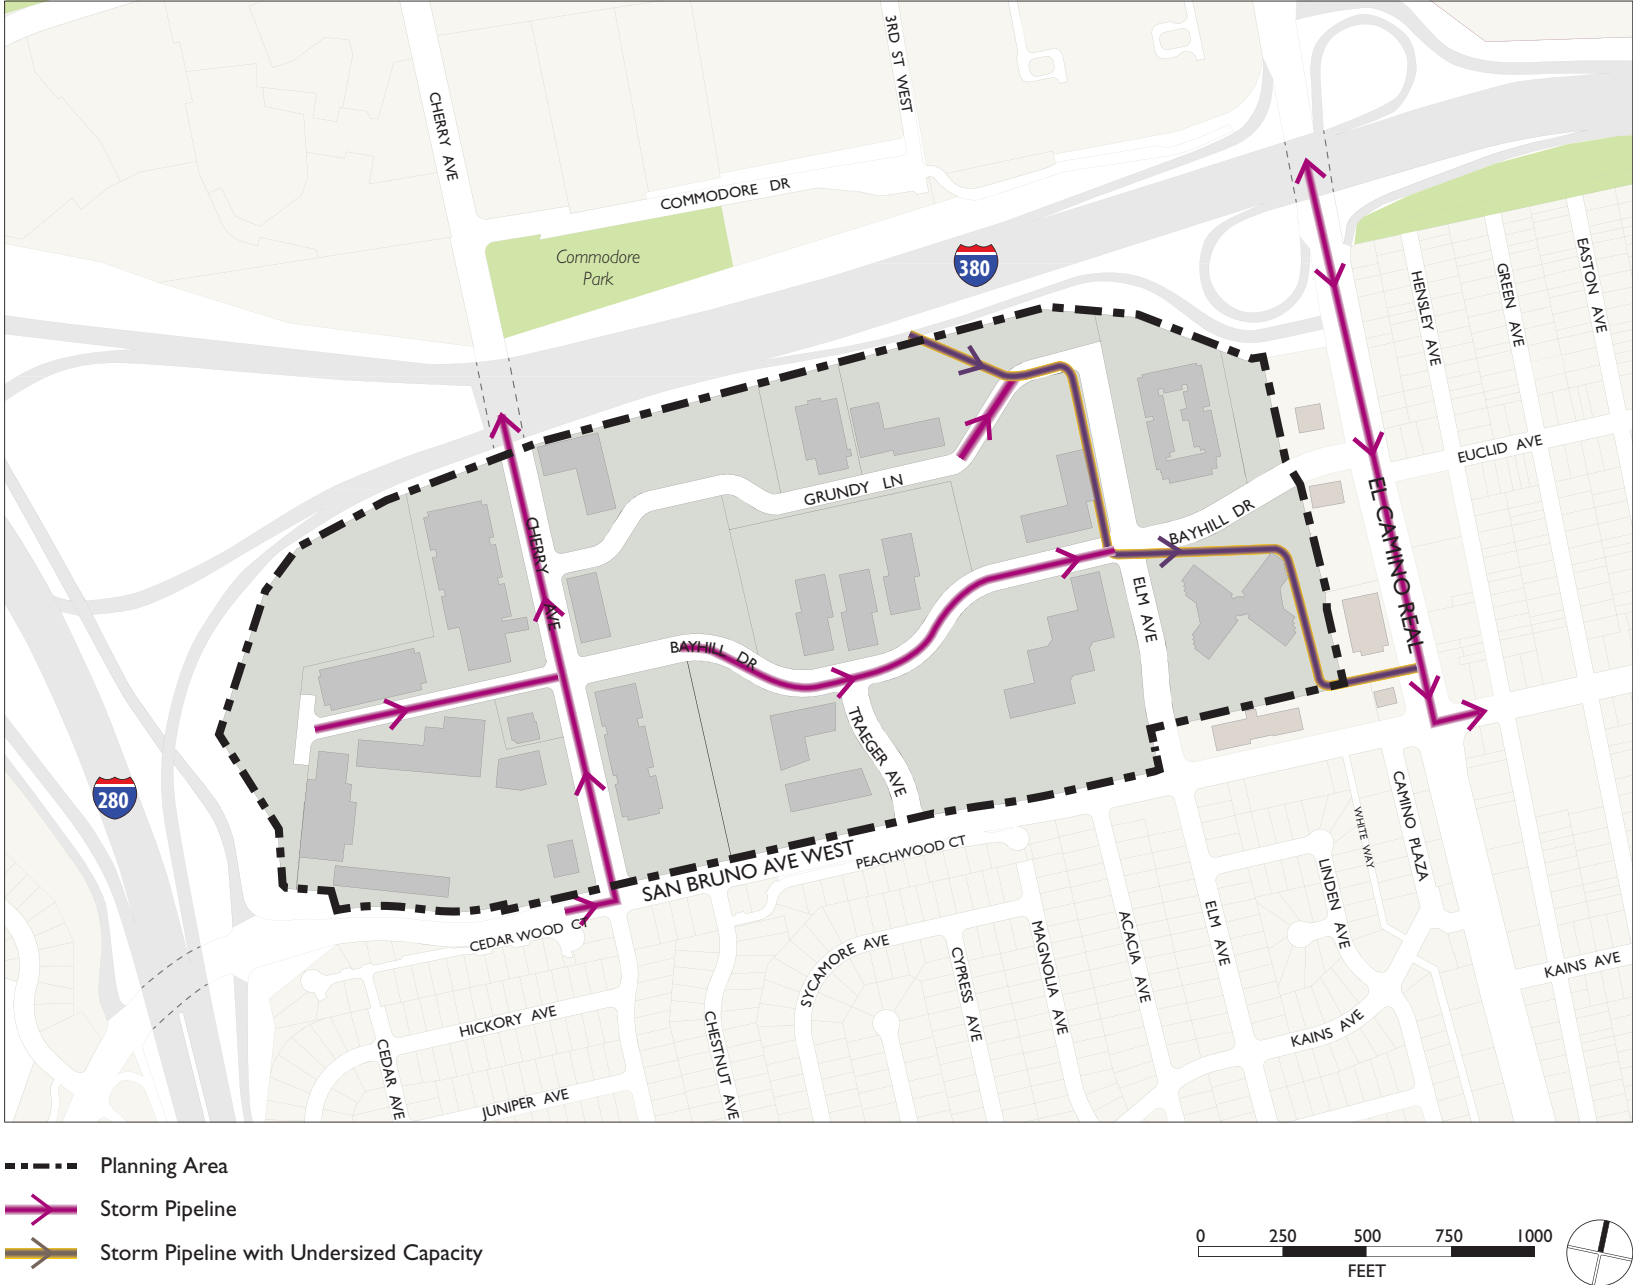 3RD ST WEST
CHERRY AVE
COMMODORE DR
Commodore
Park
380
HENSLEY AVE
GREEN AVE
EASTON AVE
EUCLID AVE
GRUNDY LN
BAYHILL DR
EL CAMINO REAL
CHERRY AVE
ELM AVE
BAYHILL DR
TRAEGER AVE
280
SAN BRUNO AVE WEST
PEACHWOOD CT
CAMINO PLAZA
WHITE WAY
LINDEN AVE
CEDAR WOOD CT
SYCAMORE AVE
CYPRESS AVE
MAGNOLIA AVE
ACACIA AVE
ELM AVE
KAINS AVE
HICKORY AVE
CHESTNUT AVE
KAINS AVE
CEDAR AVE
JUNIPER AVE
Planning Area
Storm Pipeline
Storm Pipeline with Undersized Capacity
0 250 500 750 1000
FEET